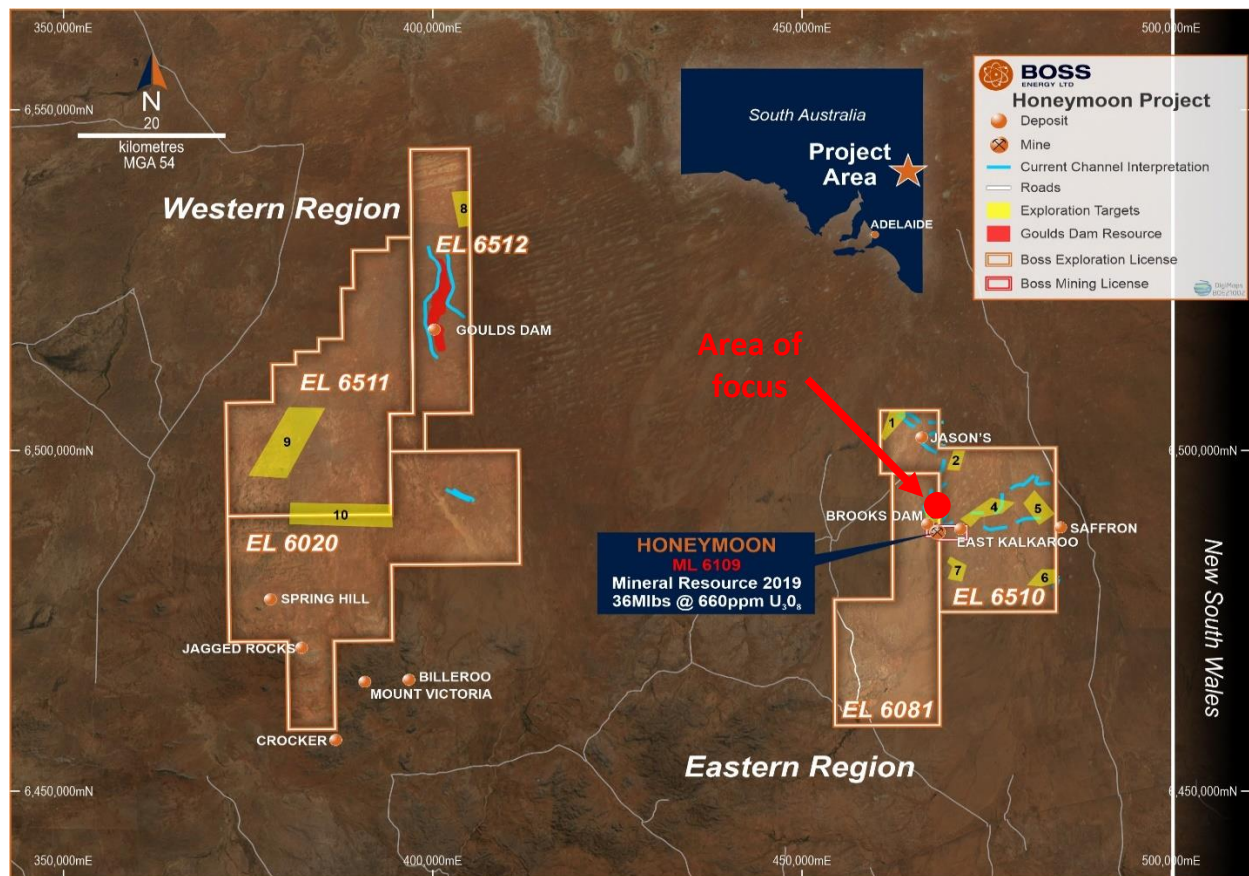 350,000mE
400,000mE
450,000mE
500,000mE
6,550,000mN
N
20
kilometres
MGA 54
BOSS
ENERGY LTD
Honeymoon Project
Deposit
Mine
Current Channel Interpretation
Roads
Exploration Targets
Goulds Dam Resource
Boss Exploration License
Boss Mining License
DigiMaps
South Australia
Project
Area
ADELAIDE
Western Region
8
EL 6512
GOULDS DAM
EL 6511
9
10
EL 6020
SPRING HILL
JAGGED ROCKS
BILLEROO
MOUNT VICTORIA
CROCKER
Area of
focus
1
JASON'S
2
6,500,000mN
6,500,000mN
BROOKS DAM
4
5
SAFFRON
EAST KALKAROO
7
6
EL 6510
HONEYMOON
ML 6109
Mineral Resource 2019
36Mlbs @ 660ppm U₃0₈
EL 6081
Eastern Region
New South Wales
6,450,000mN
6,450,000mN
350,000mE
400,000mE
450,000mE
500,000mE